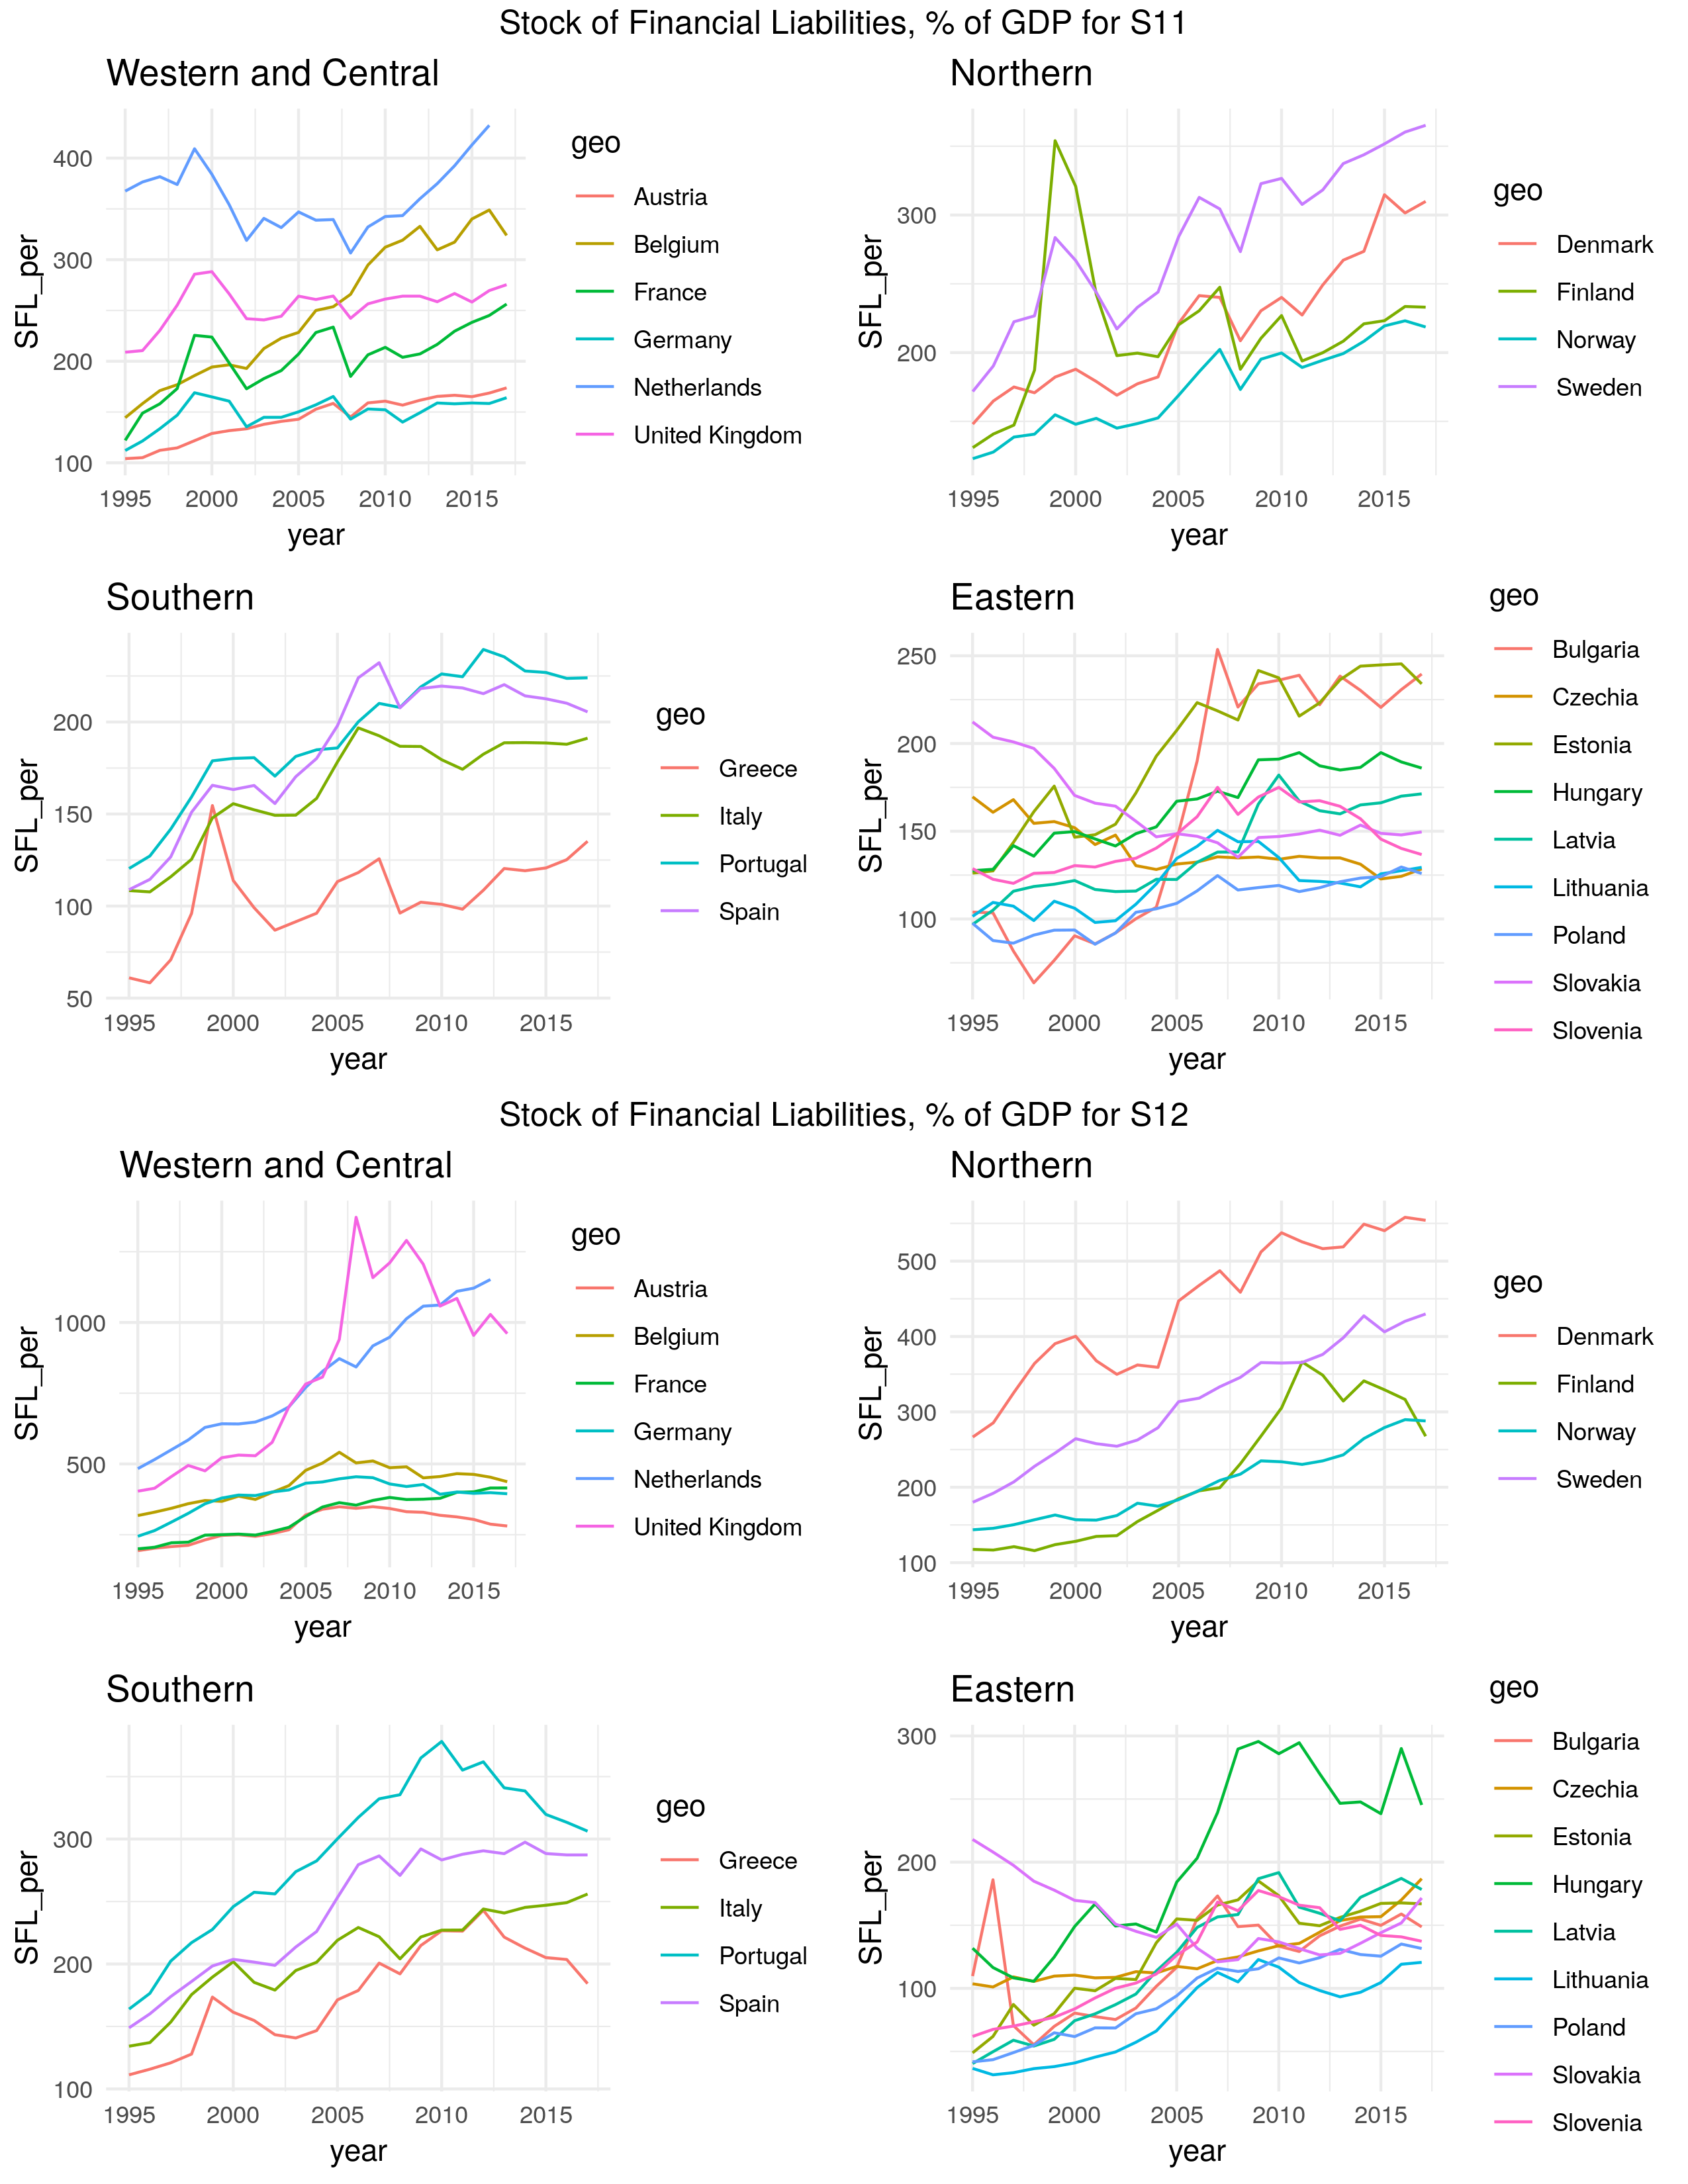 Stock of Financial Liabilities, % of GDP for S11
Western and Central
SFL_per
400
300
200
100
1995 2000 2005 2010 2015
year
geo
Austria
Belgium
France
Germany
Netherlands
United Kingdom
Northern
SFL_per
300
200
1995 2000 2005 2010 2015
year
geo
Denmark
Finland
Norway
Sweden
Southern
SFL_per
200
150
100
50
1995 2000 2005 2010 2015
year
geo
Greece
Italy
Portugal
Spain
Eastern
SFL_per
250
200
150
100
1995 2000 2005 2010 2015
year
geo
Bulgaria
Czechia
Estonia
Hungary
Latvia
Lithuania
Poland
Slovakia
Slovenia
Stock of Financial Liabilities, % of GDP for S12
Western and Central
SFL_per
1000
500
1995 2000 2005 2010 2015
year
geo
Austria
Belgium
France
Germany
Netherlands
United Kingdom
Northern
SFL_per
500
400
300
200
100
1995 2000 2005 2010 2015
year
geo
Denmark
Finland
Norway
Sweden
Southern
SFL_per
300
200
100
1995 2000 2005 2010 2015
year
geo
Greece
Italy
Portugal
Spain
Eastern
SFL_per
300
200
100
1995 2000 2005 2010 2015
year
geo
Bulgaria
Czechia
Estonia
Hungary
Latvia
Lithuania
Poland
Slovakia
Slovenia